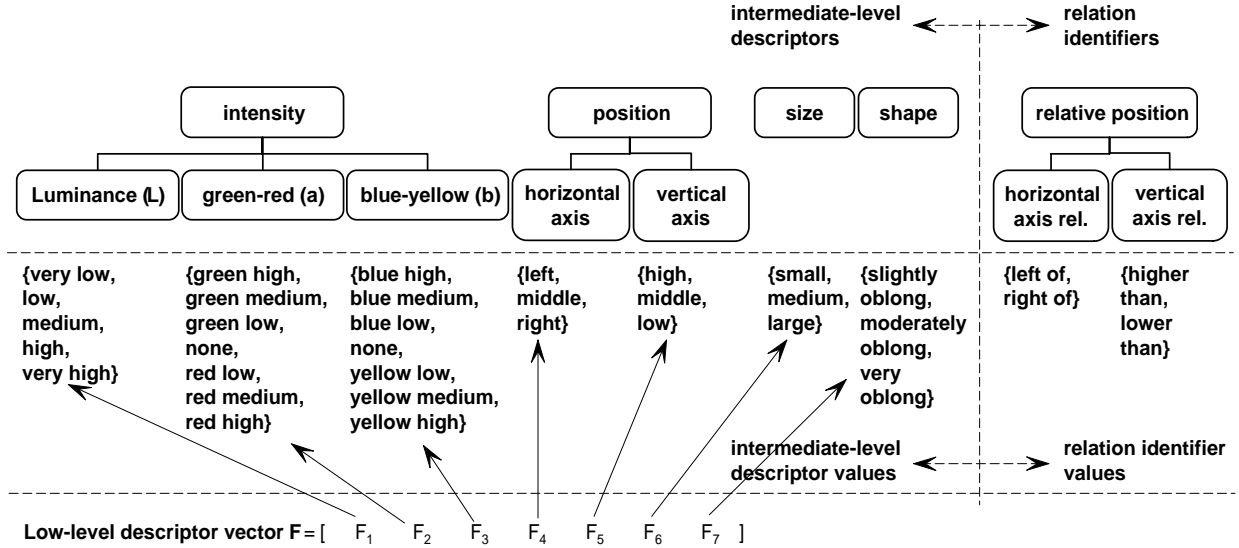 intermediate-level
descriptors
relation
identifiers
intensity
position
size
shape
relative position
Luminance (L)
green-red (a)
blue-yellow (b)
horizontal
axis
vertical
axis
horizontal
axis rel.
vertical
axis rel.
{very low,
low,
medium,
high,
very high}
{green high,
green medium,
green low,
none,
red low,
red medium,
red high}
{blue high,
blue medium,
blue low,
none,
yellow low,
yellow medium,
yellow high}
{left,
middle,
right}
{high,
middle,
low}
{small,
medium,
large}
{slightly
oblong,
moderately
oblong,
very
oblong}
{left of,
right of}
{higher
than,
lower
than}
intermediate-level
descriptor values
relation identifier
values
Low-level descriptor vector F = [ F1 F2 F3 F4 F5 F6 F7 ]